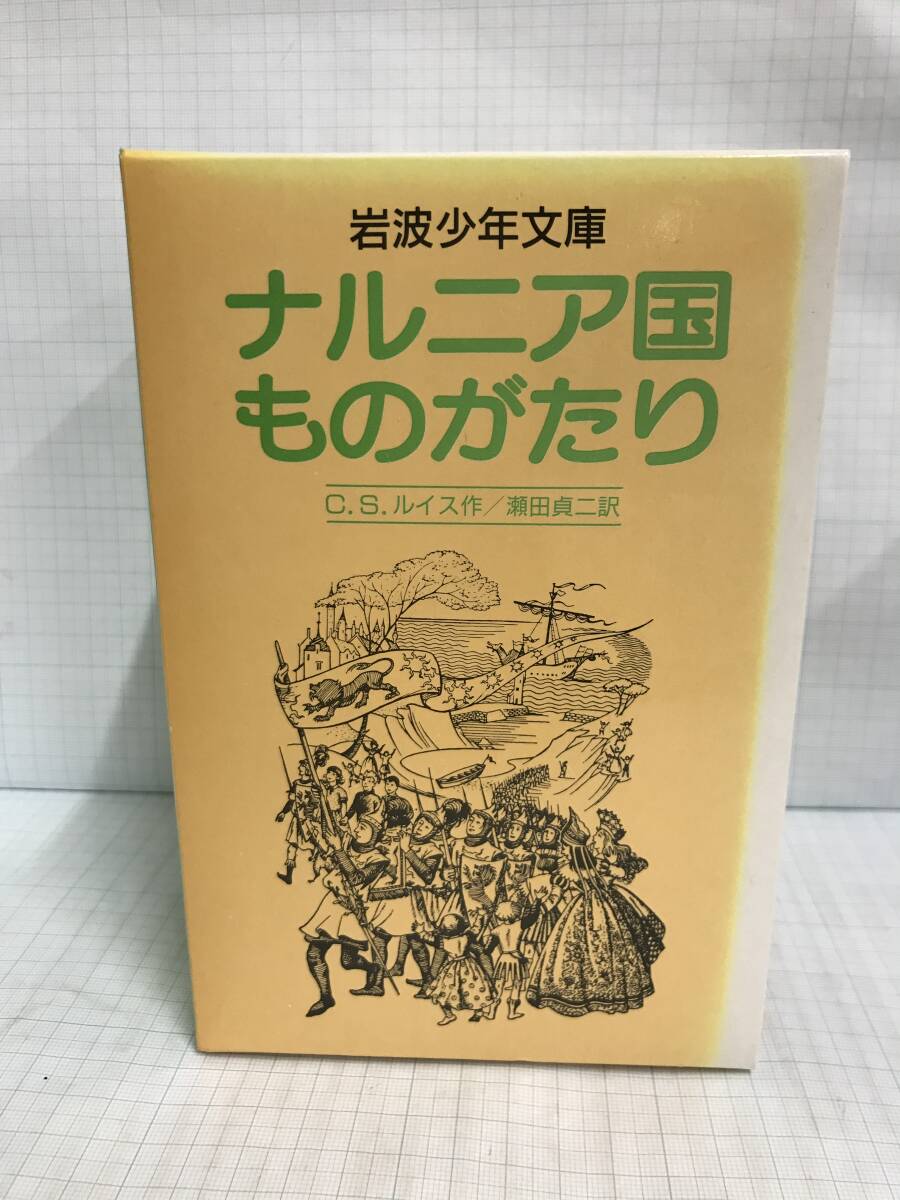 岩波少年文庫
ナルニア国
ものがたり
C.S.ルイス作／瀬田貞二訳